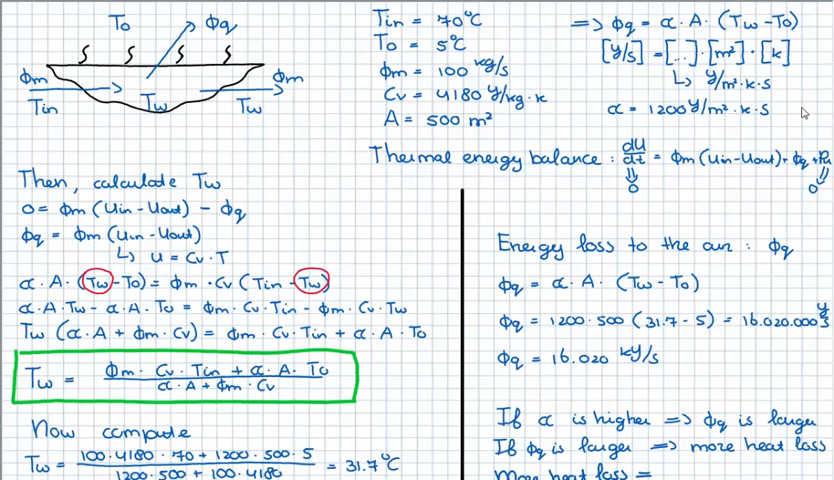 To Φq
Φm Φm
Tin Tw Tw
Tin = 70°C
To = 5°C
Φm = 100 kg/s
Cv = 4180 y/kg·k
A = 500 m²
=> Φq = α·A·(Tw-To)
[y/s] = [...]·[m²]·[k]
↳ y/m²·k·s
α = 1200 y/m²·k·s
Thermal energy balance : dU/dt = Φm(Uin-Uout) + Φq + Pu
0 0
Then, calculate Tw
0 = Φm(Uin-Uout) - Φq
Φq = Φm(Uin-Uout)
↳ U = Cv·T
α·A·(Tw-To) = Φm·Cv(Tin-Tw)
α·A·Tw - α·A·To = Φm·Cv·Tin - Φm·Cv·Tw
Tw(α·A + Φm·Cv) = Φm·Cv·Tin + α·A·To
Tw = Φm·Cv·Tin + α·A·To / α·A + Φm·Cv
Now compute
Tw = 100·4180·70 + 1200·500·5 / 1200·500 + 100·4180 = 31.7°C
Energy loss to the air : Φq
Φq = α·A·(Tw-To)
Φq = 1200·500(31.7-5) = 16.020.000 y/s
Φq = 16.020 ky/s
If α is higher => Φq is larger
If Φq is larger => more heat loss
More heat loss =